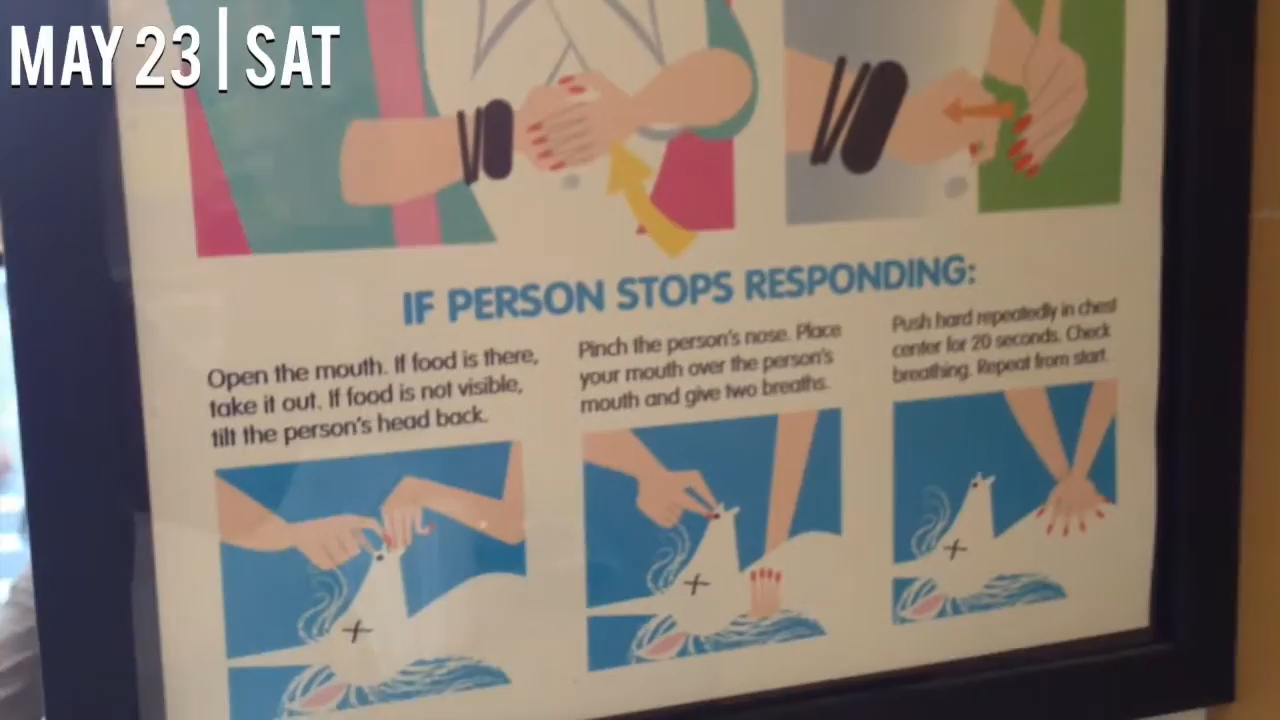 MAY 23 | SAT
IF PERSON STOPS RESPONDING:
Open the mouth. If food is there,
take it out. If food is not visible,
tilt the person's head back.
Pinch the person's nose. Place
your mouth over the person's
mouth and give two breaths.
Push hard repeatedly in chest
center for 20 seconds. Check
breathing. Repeat from start.